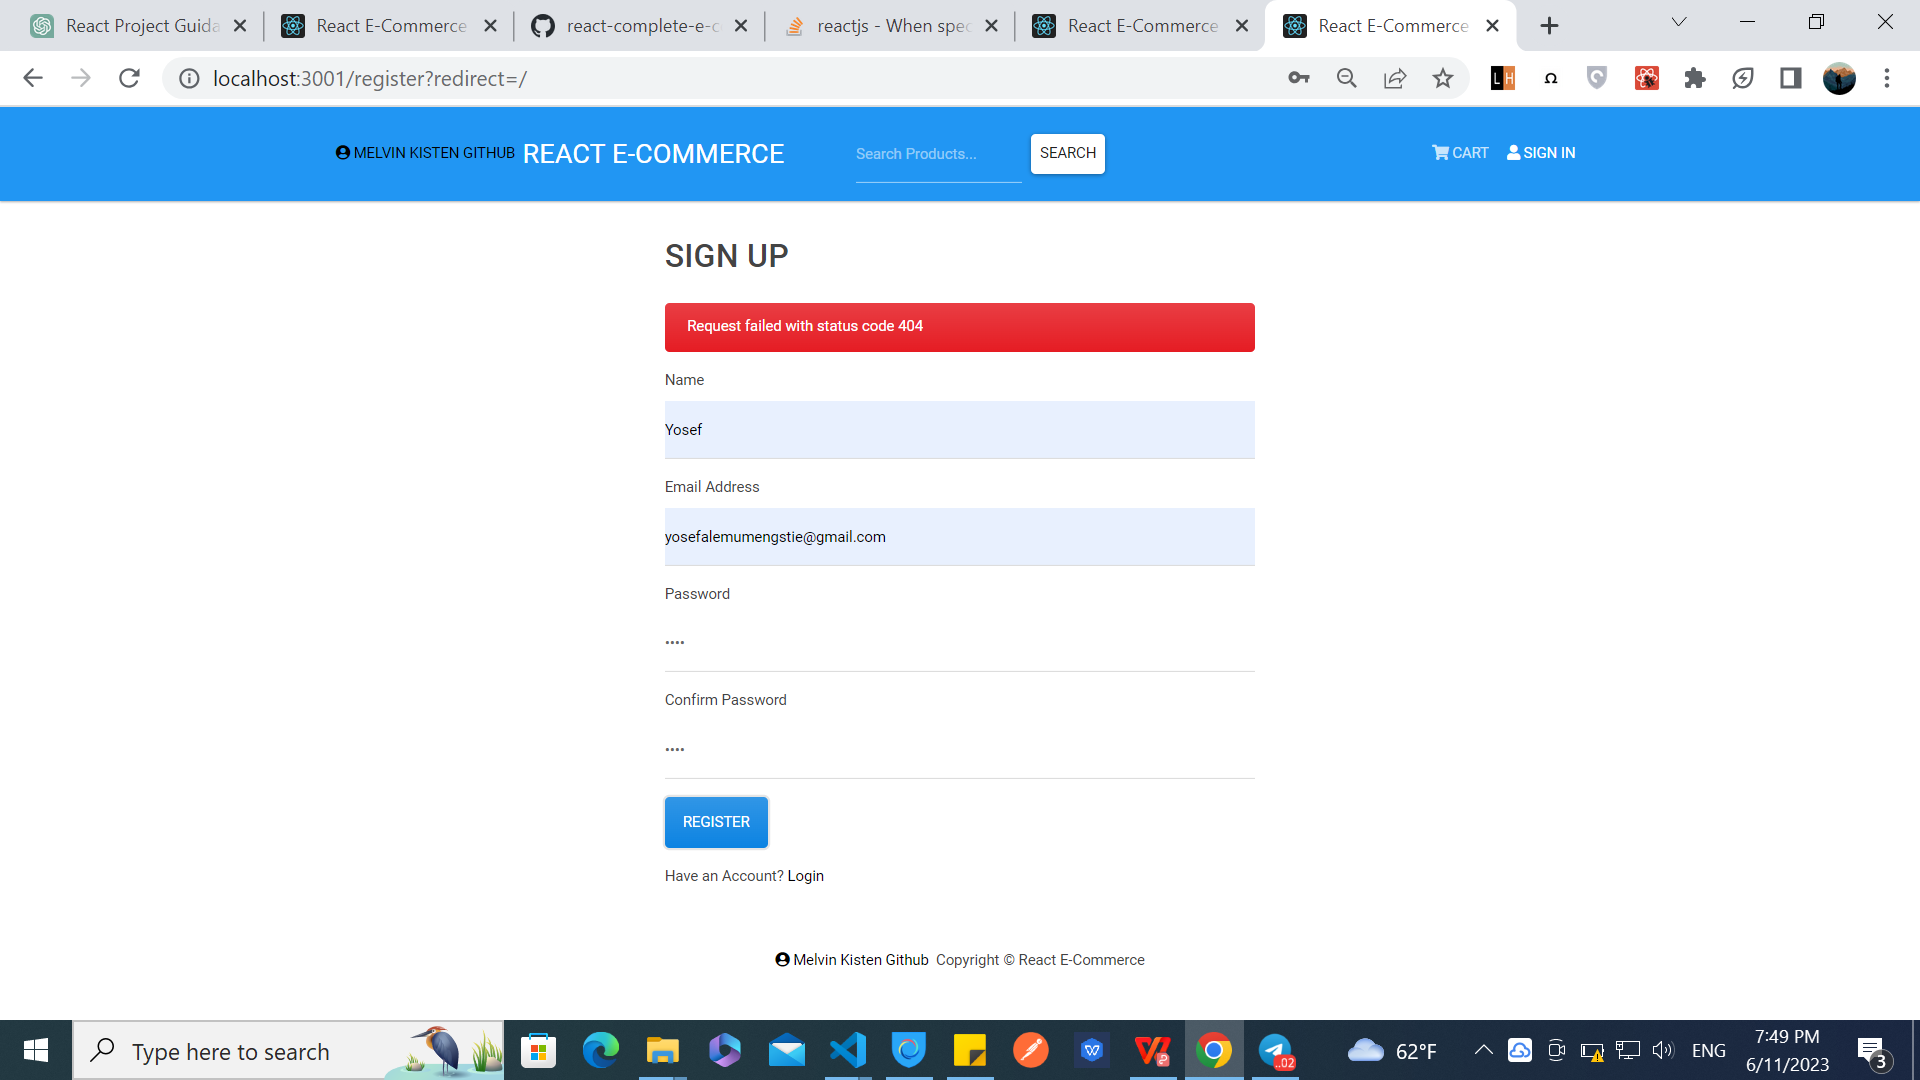 React Project Guida
React E-Commerce
react-complete-e-c
reactjs - When spec
React E-Commerce
React E-Commerce
localhost:3001/register?redirect=/
LH
Ω
MELVIN KISTEN GITHUB
REACT E-COMMERCE
Search Products...
SEARCH
CART
SIGN IN
SIGN UP
Request failed with status code 404
Name
Yosef
Email Address
yosefalemumengstie@gmail.com
Password
••••
Confirm Password
••••
REGISTER
Have an Account? Login
Melvin Kisten Github Copyright © React E-Commerce
Type here to search
..02
62°F
ENG
7:49 PM
6/11/2023
3